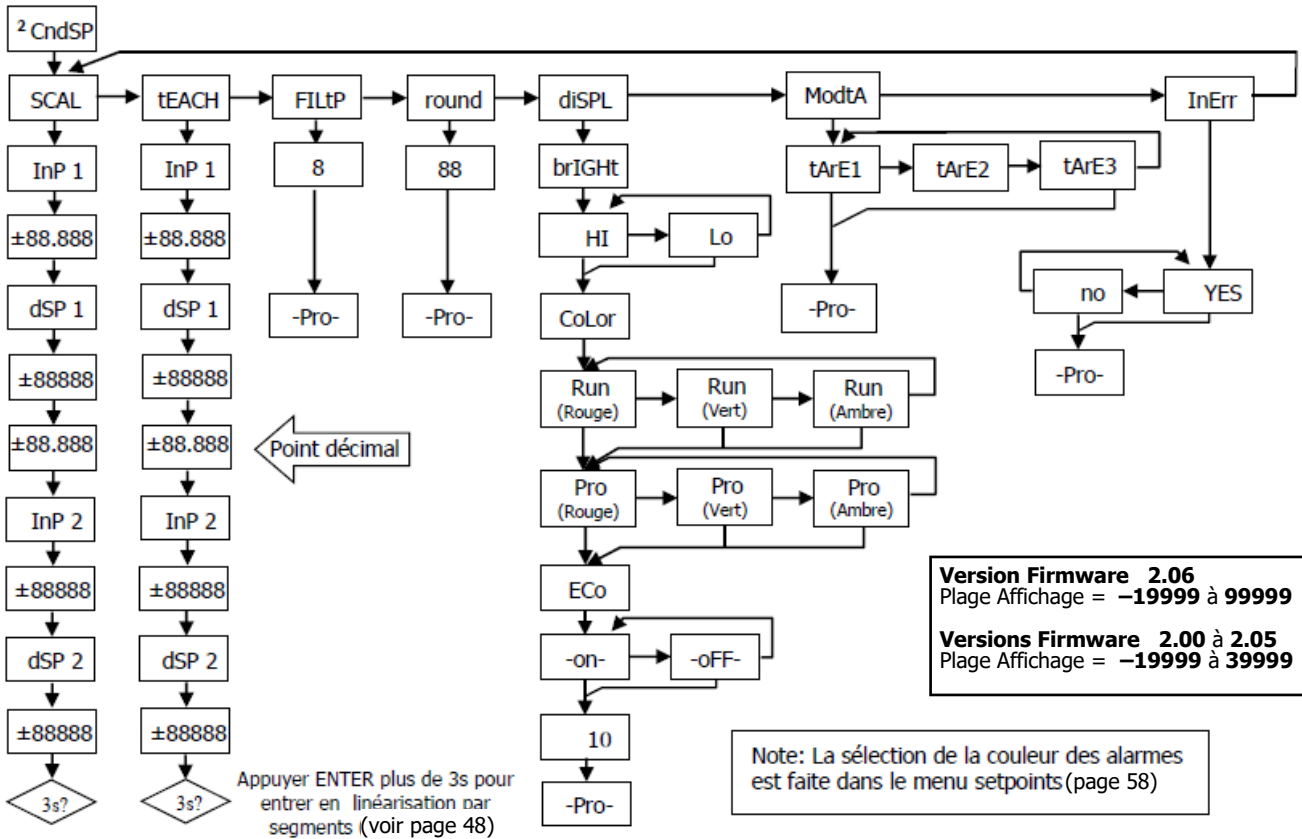 ² CndSP
SCAL
tEACH
FILtP
round
diSPL
ModtA
InErr
InP 1
±88.888
dSP 1
±88888
±88.888
InP 2
±88888
dSP 2
±88888
3s?
InP 1
±88.888
dSP 1
±88888
±88.888
InP 2
±88888
dSP 2
±88888
3s?
Point décimal
Appuyer ENTER plus de 3s pour
entrer en linéarisation par
segments (voir page 48)
8
-Pro-
88
-Pro-
brIGHt
HI
Lo
CoLor
Run
(Rouge)
Run
(Vert)
Run
(Ambre)
Pro
(Rouge)
Pro
(Vert)
Pro
(Ambre)
ECo
-on-
-oFF-
10
-Pro-
tArE1
tArE2
tArE3
-Pro-
no
YES
-Pro-
Version Firmware 2.06
Plage Affichage = –19999 à 99999
Versions Firmware 2.00 à 2.05
Plage Affichage = –19999 à 39999
Note: La sélection de la couleur des alarmes
est faite dans le menu setpoints (page 58)